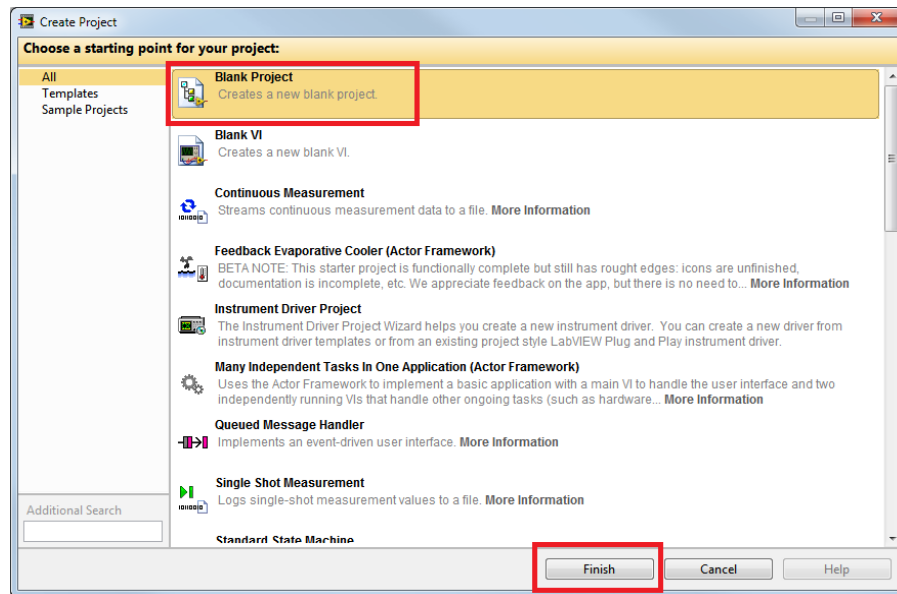 Create Project
Choose a starting point for your project:
All
Templates
Sample Projects
Blank Project
Creates a new blank project.
Blank VI
Creates a new blank VI.
Continuous Measurement
Streams continuous measurement data to a file. More Information
Feedback Evaporative Cooler (Actor Framework)
BETA NOTE: This starter project is functionally complete but still has rought edges: icons are unfinished,
documentation is incomplete, etc. We appreciate feedback on the app, but there is no need to... More Information
Instrument Driver Project
The Instrument Driver Project Wizard helps you create a new instrument driver. You can create a new driver from
instrument driver templates or from an existing project style LabVIEW Plug and Play instrument driver.
Many Independent Tasks In One Application (Actor Framework)
Uses the Actor Framework to implement a basic application with a main VI to handle the user interface and two
independently running VIs that handle other ongoing tasks (such as hardware... More Information
Queued Message Handler
Implements an event-driven user interface. More Information
Single Shot Measurement
Logs single-shot measurement values to a file. More Information
Standard State Machine
Additional Search
Finish
Cancel
Help